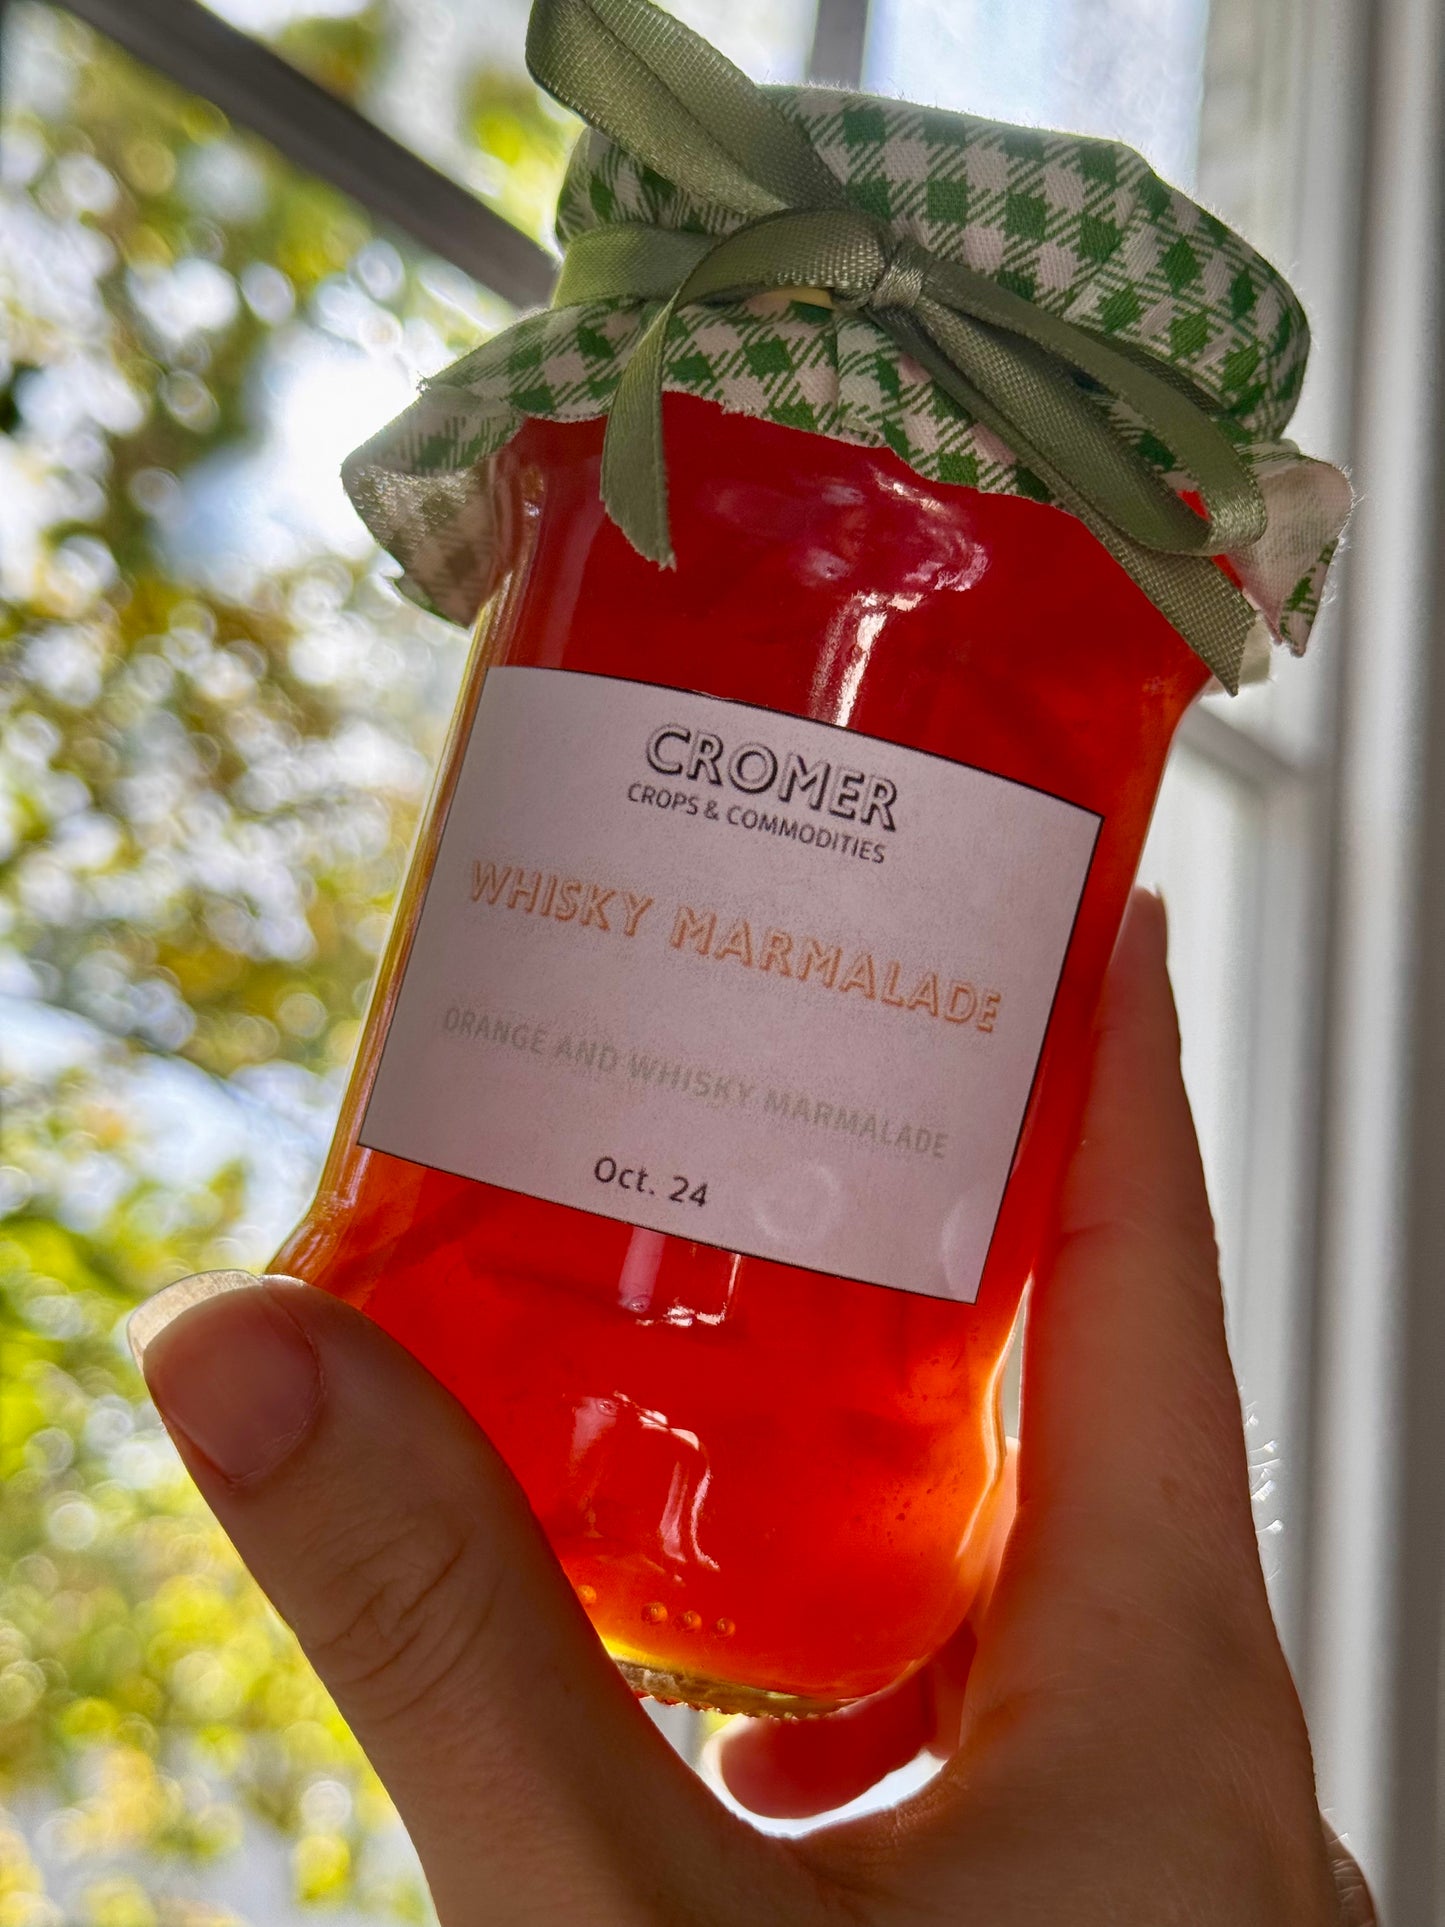 CROMER
CROPS & COMMODITIES
WHISKY MARMALADE
ORANGE AND WHISKY MARMALADE
Oct. 24